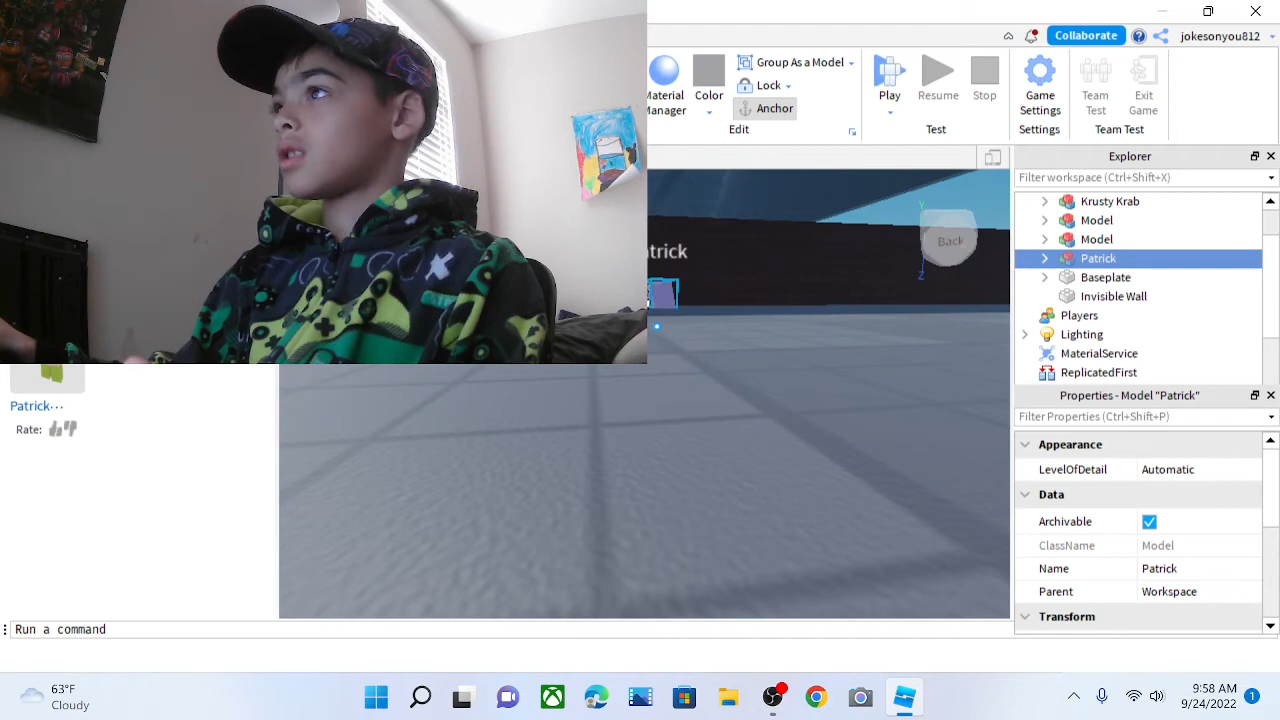 Collaborate
jokesonyou812
Material
Manager
Color
Group As a Model
Lock
Anchor
Edit
Play
Resume
Stop
Test
Game
Settings
Settings
Team
Test
Exit
Game
Team Test
Explorer
Filter workspace (Ctrl+Shift+X)
Krusty Krab
Model
Model
Patrick
Baseplate
Invisible Wall
Players
Lighting
MaterialService
ReplicatedFirst
atrick
Back
Y
Z
Properties - Model "Patrick"
Filter Properties (Ctrl+Shift+P)
Appearance
LevelOfDetail Automatic
Data
Archivable
ClassName Model
Name Patrick
Parent Workspace
Transform
Patrick...
Rate:
Run a command
63°F
Cloudy
9:58 AM
9/24/2022
1